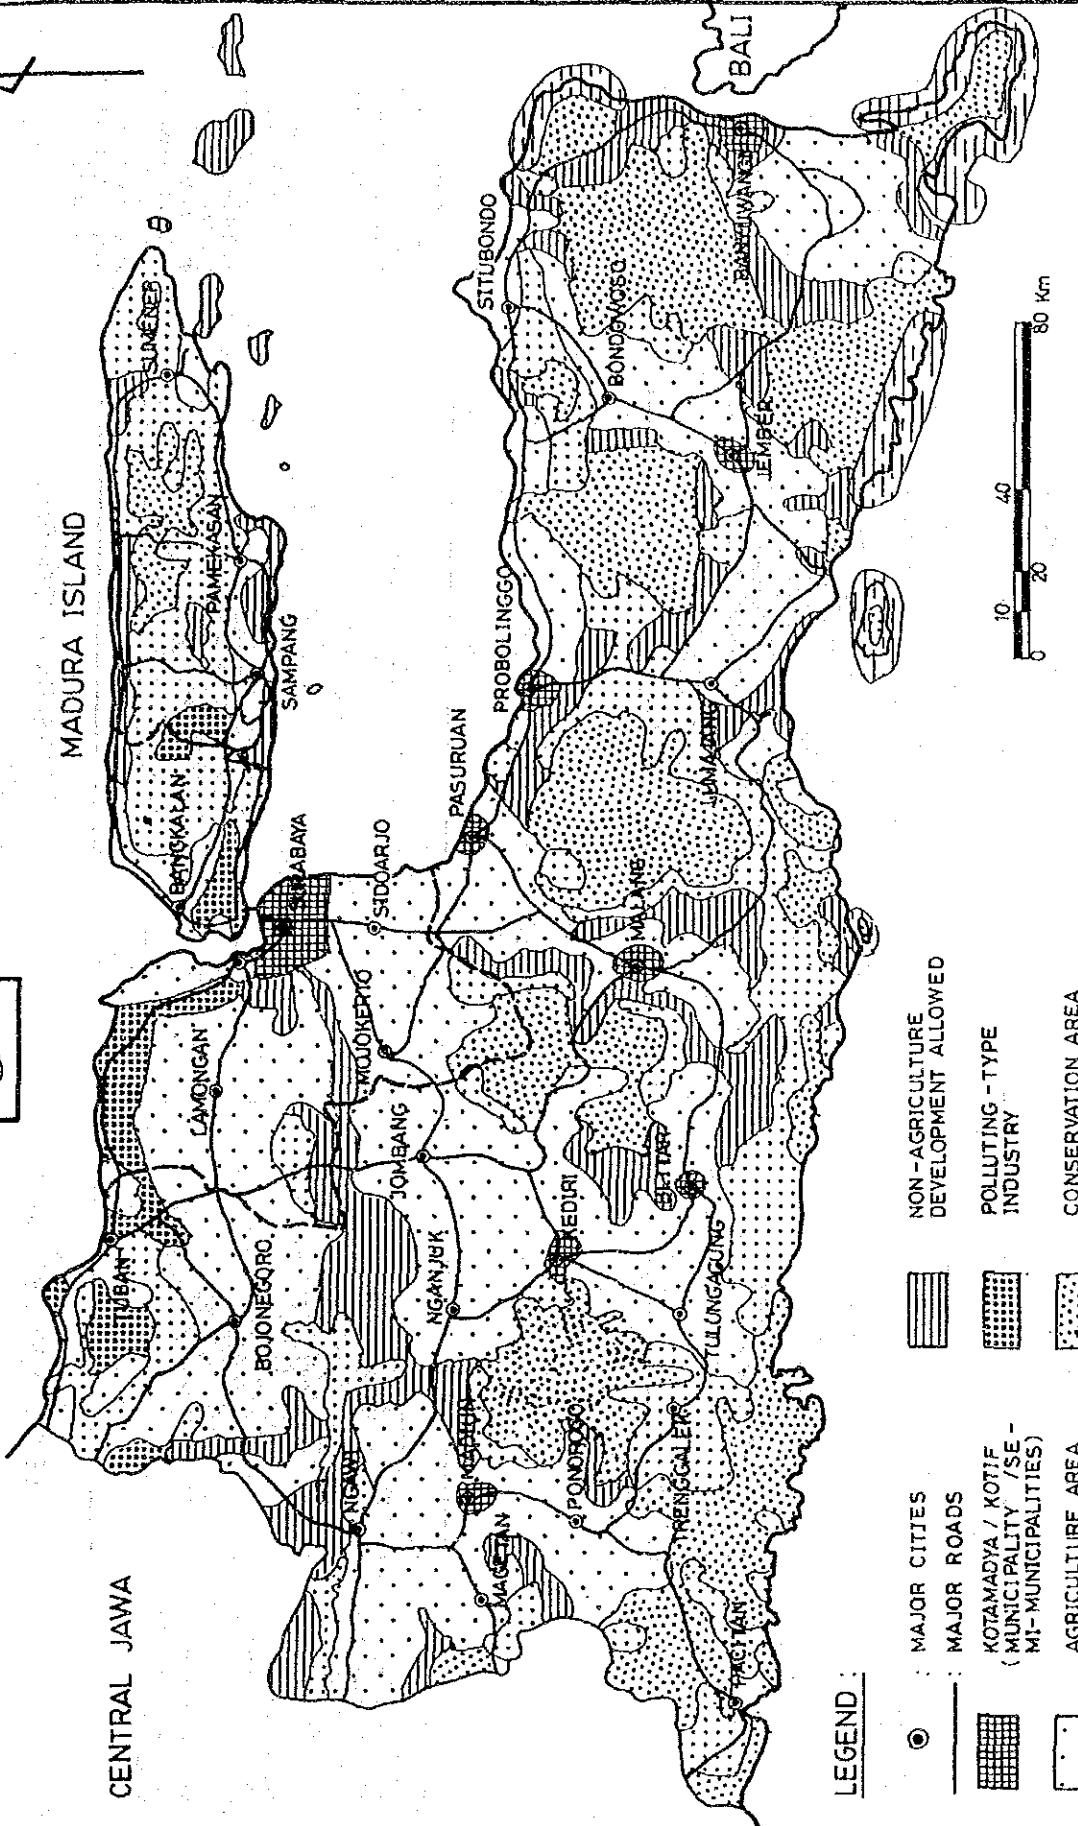 CENTRAL JAWA
MADURA ISLAND
BALI
BANGKALAN
SAMPANG
PAMEKASAN
SUMENEP
TUBAN
LAMONGAN
SURABAYA
BOJONEGORO
SIDOARJO
MOJOKERTO
JOMBANG
PASURUAN
PROBOLINGGO
SITUBONDO
NGAWI
NGANJUK
MADIUN
MAGETAN
KEDIRI
MALANG
BONDOWOSO
BANYUWANGI
PONOROGO
BLITAR
JEMBER
LUMAJANG
TRENGGALEK
TULUNGAGUNG
PACITAN
LEGEND :
: MAJOR CITIES
: MAJOR ROADS
KOTAMADYA / KOTIF
( MUNICIPALITY / SE -
MI- MUNICIPALITIES )
AGRICULTURE AREA
NON - AGRICULTURE
DEVELOPMENT ALLOWED
POLLUTING - TYPE
INDUSTRY
CONSERVATION AREA
0 10 20 40 80 Km